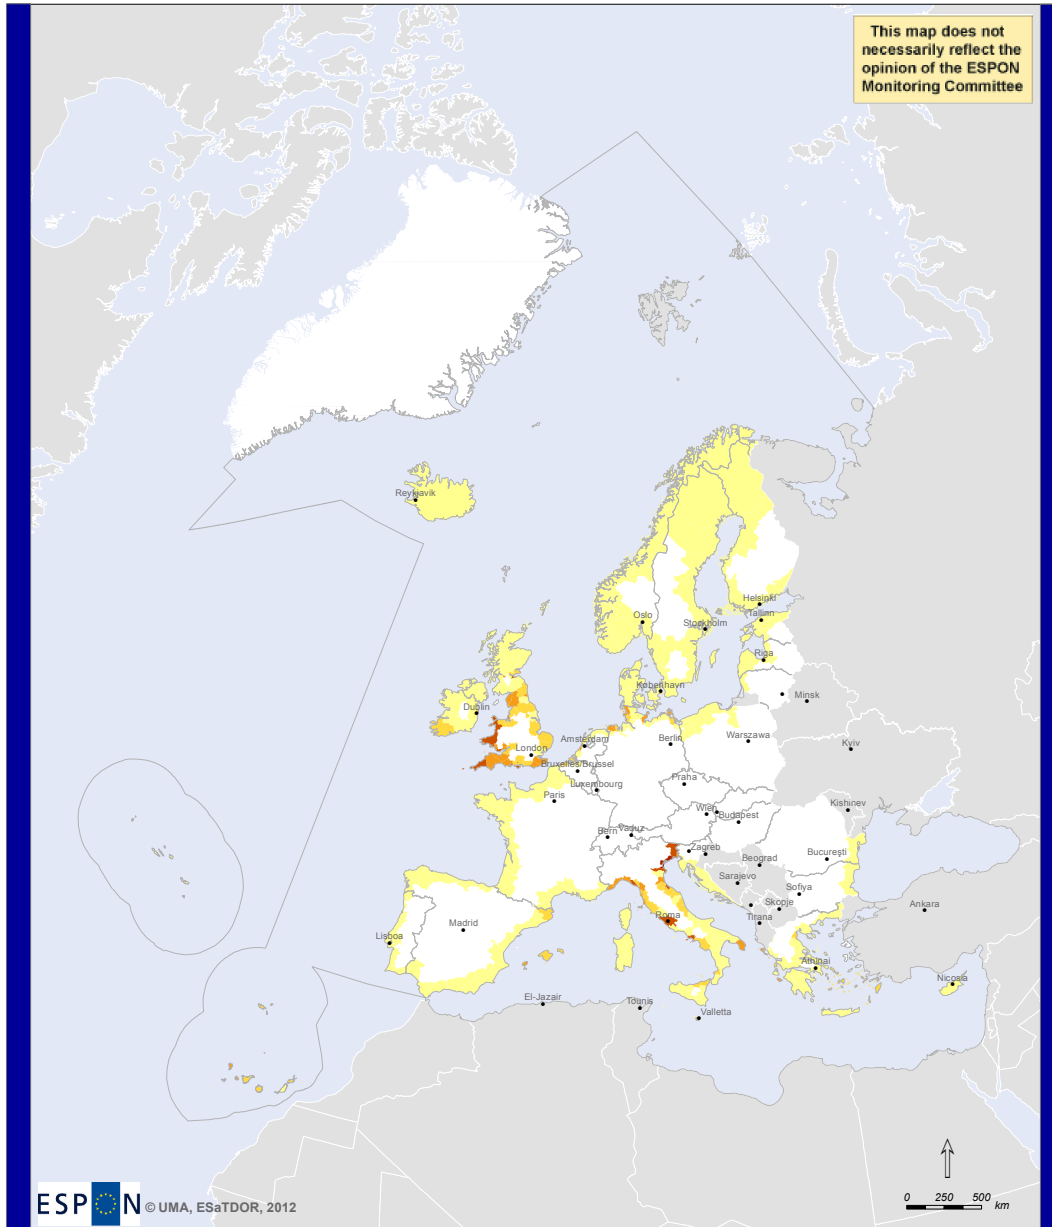 This map does not
necessarily reflect the
opinion of the ESPON
Monitoring Committee
Reykjavik
Helsinki
Tallinn
Oslo
Stockholm
Riga
København
Minsk
Dublin
Amsterdam
Berlin
Warszawa
Kyiv
London
Bruxelles/Brussel
Luxembourg
Praha
Paris
Wien
Budapest
Kishinev
Bern
Vaduz
Zagreb
Beograd
Bucureşti
Sarajevo
Sofiya
Skopje
Ankara
Roma
Tirana
Madrid
Lisboa
Athinai
Nicosia
El-Jazair
Tounis
Valletta
0 250 500
km
ESPON © UMA, ESaTDOR, 2012